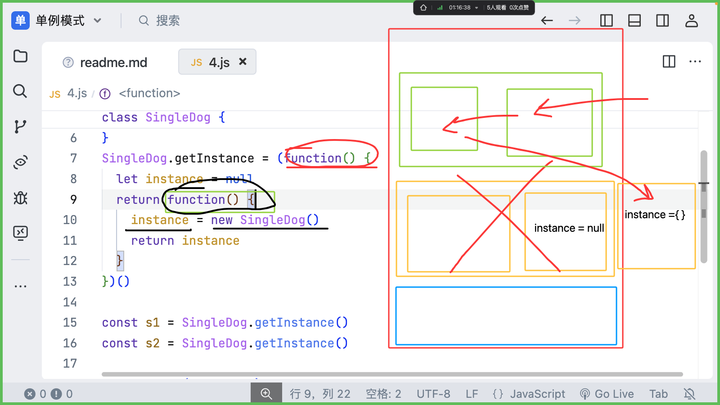 01:16:38
5人观看 0次点赞
单 单例模式
搜索
readme.md
JS 4.js
JS 4.js / <function>
class SingleDog {
6 }
7 SingleDog.getInstance = (function() {
8 let instance = null
9 return function() {
10 instance = new SingleDog()
11 return instance
12 }
13 })()
14
15 const s1 = SingleDog.getInstance()
16 const s2 = SingleDog.getInstance()
17
instance = null
instance ={ }
0 0 行 9，列 22 空格: 2 UTF-8 LF { } JavaScript Go Live Tab